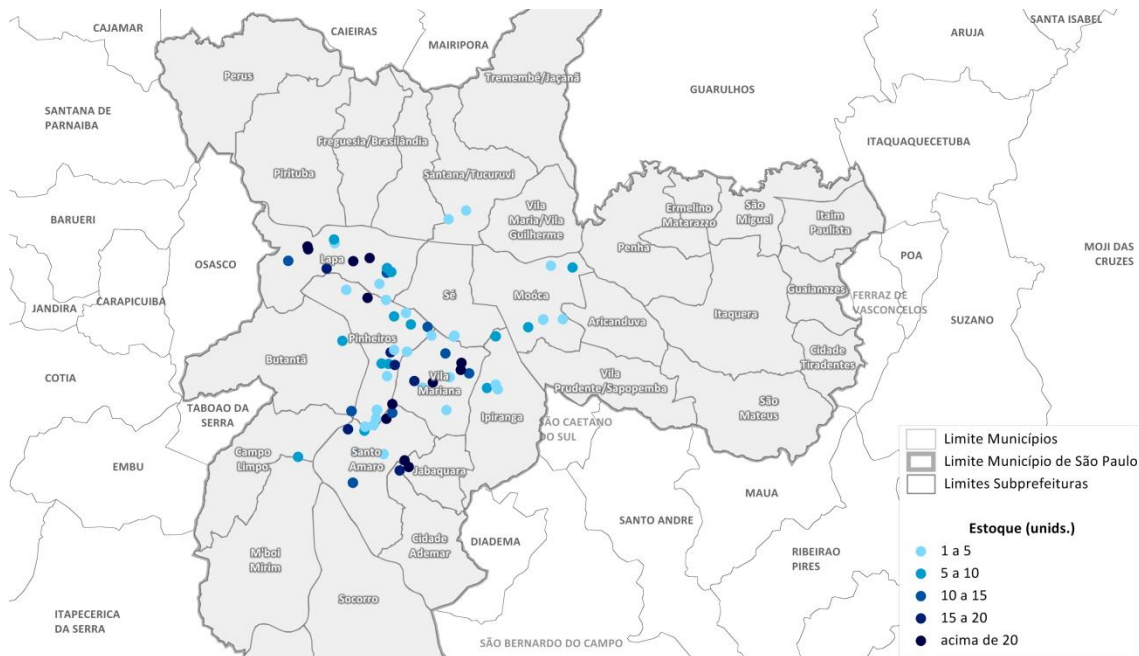 CAJAMAR
CAIEIRAS
MAIRIPORA
SANTA ISABEL
ARUJA
Perus
Tremembé/Jaçanã
GUARULHOS
SANTANA DE
PARNAIBA
Freguesia/Brasilândia
ITAQUAQUECETUBA
Pirituba
Santana/Tucuruvi
Vila
Maria/Vila
Guilherme
Ermelino
Matarazzo
São
Miguel
Itaim
Paulista
BARUERI
Penha
MOJI DAS
CRUZES
OSASCO
Lapa
POA
JANDIRA
CARAPICUIBA
Sé
Moóca
Guaianazes
FERRAZ DE
VASCONCELOS
Itaquera
SUZANO
Aricanduva
Pinheiros
Butantã
Cidade
Tiradentes
COTIA
Vila
Mariana
Vila
Prudente/Sapopemba
TABOAO DA
SERRA
Ipiranga
São
Mateus
SÃO CAETANO
DO SUL
EMBU
Campo
Limpo
Santo
Amaro
Jabaquara
MAUA
SANTO ANDRE
DIADEMA
Cidade
Ademar
M'boi
Mirim
RIBEIRAO
PIRES
Socorro
ITAPECERICA
DA SERRA
SÃO BERNARDO DO CAMPO
Limite Municípios
Limite Município de São Paulo
Limites Subprefeituras
Estoque (unids.)
1 a 5
5 a 10
10 a 15
15 a 20
acima de 20